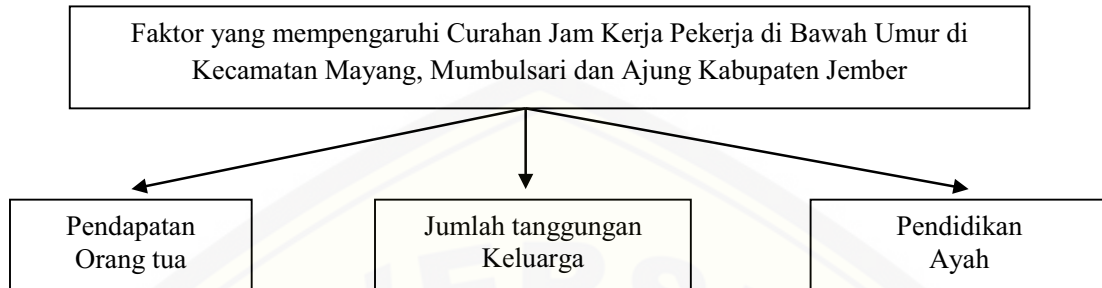 Faktor yang mempengaruhi Curahan Jam Kerja Pekerja di Bawah Umur di
Kecamatan Mayang, Mumbulsari dan Ajung Kabupaten Jember
Pendapatan
Orang tua
Jumlah tanggungan
Keluarga
Pendidikan
Ayah